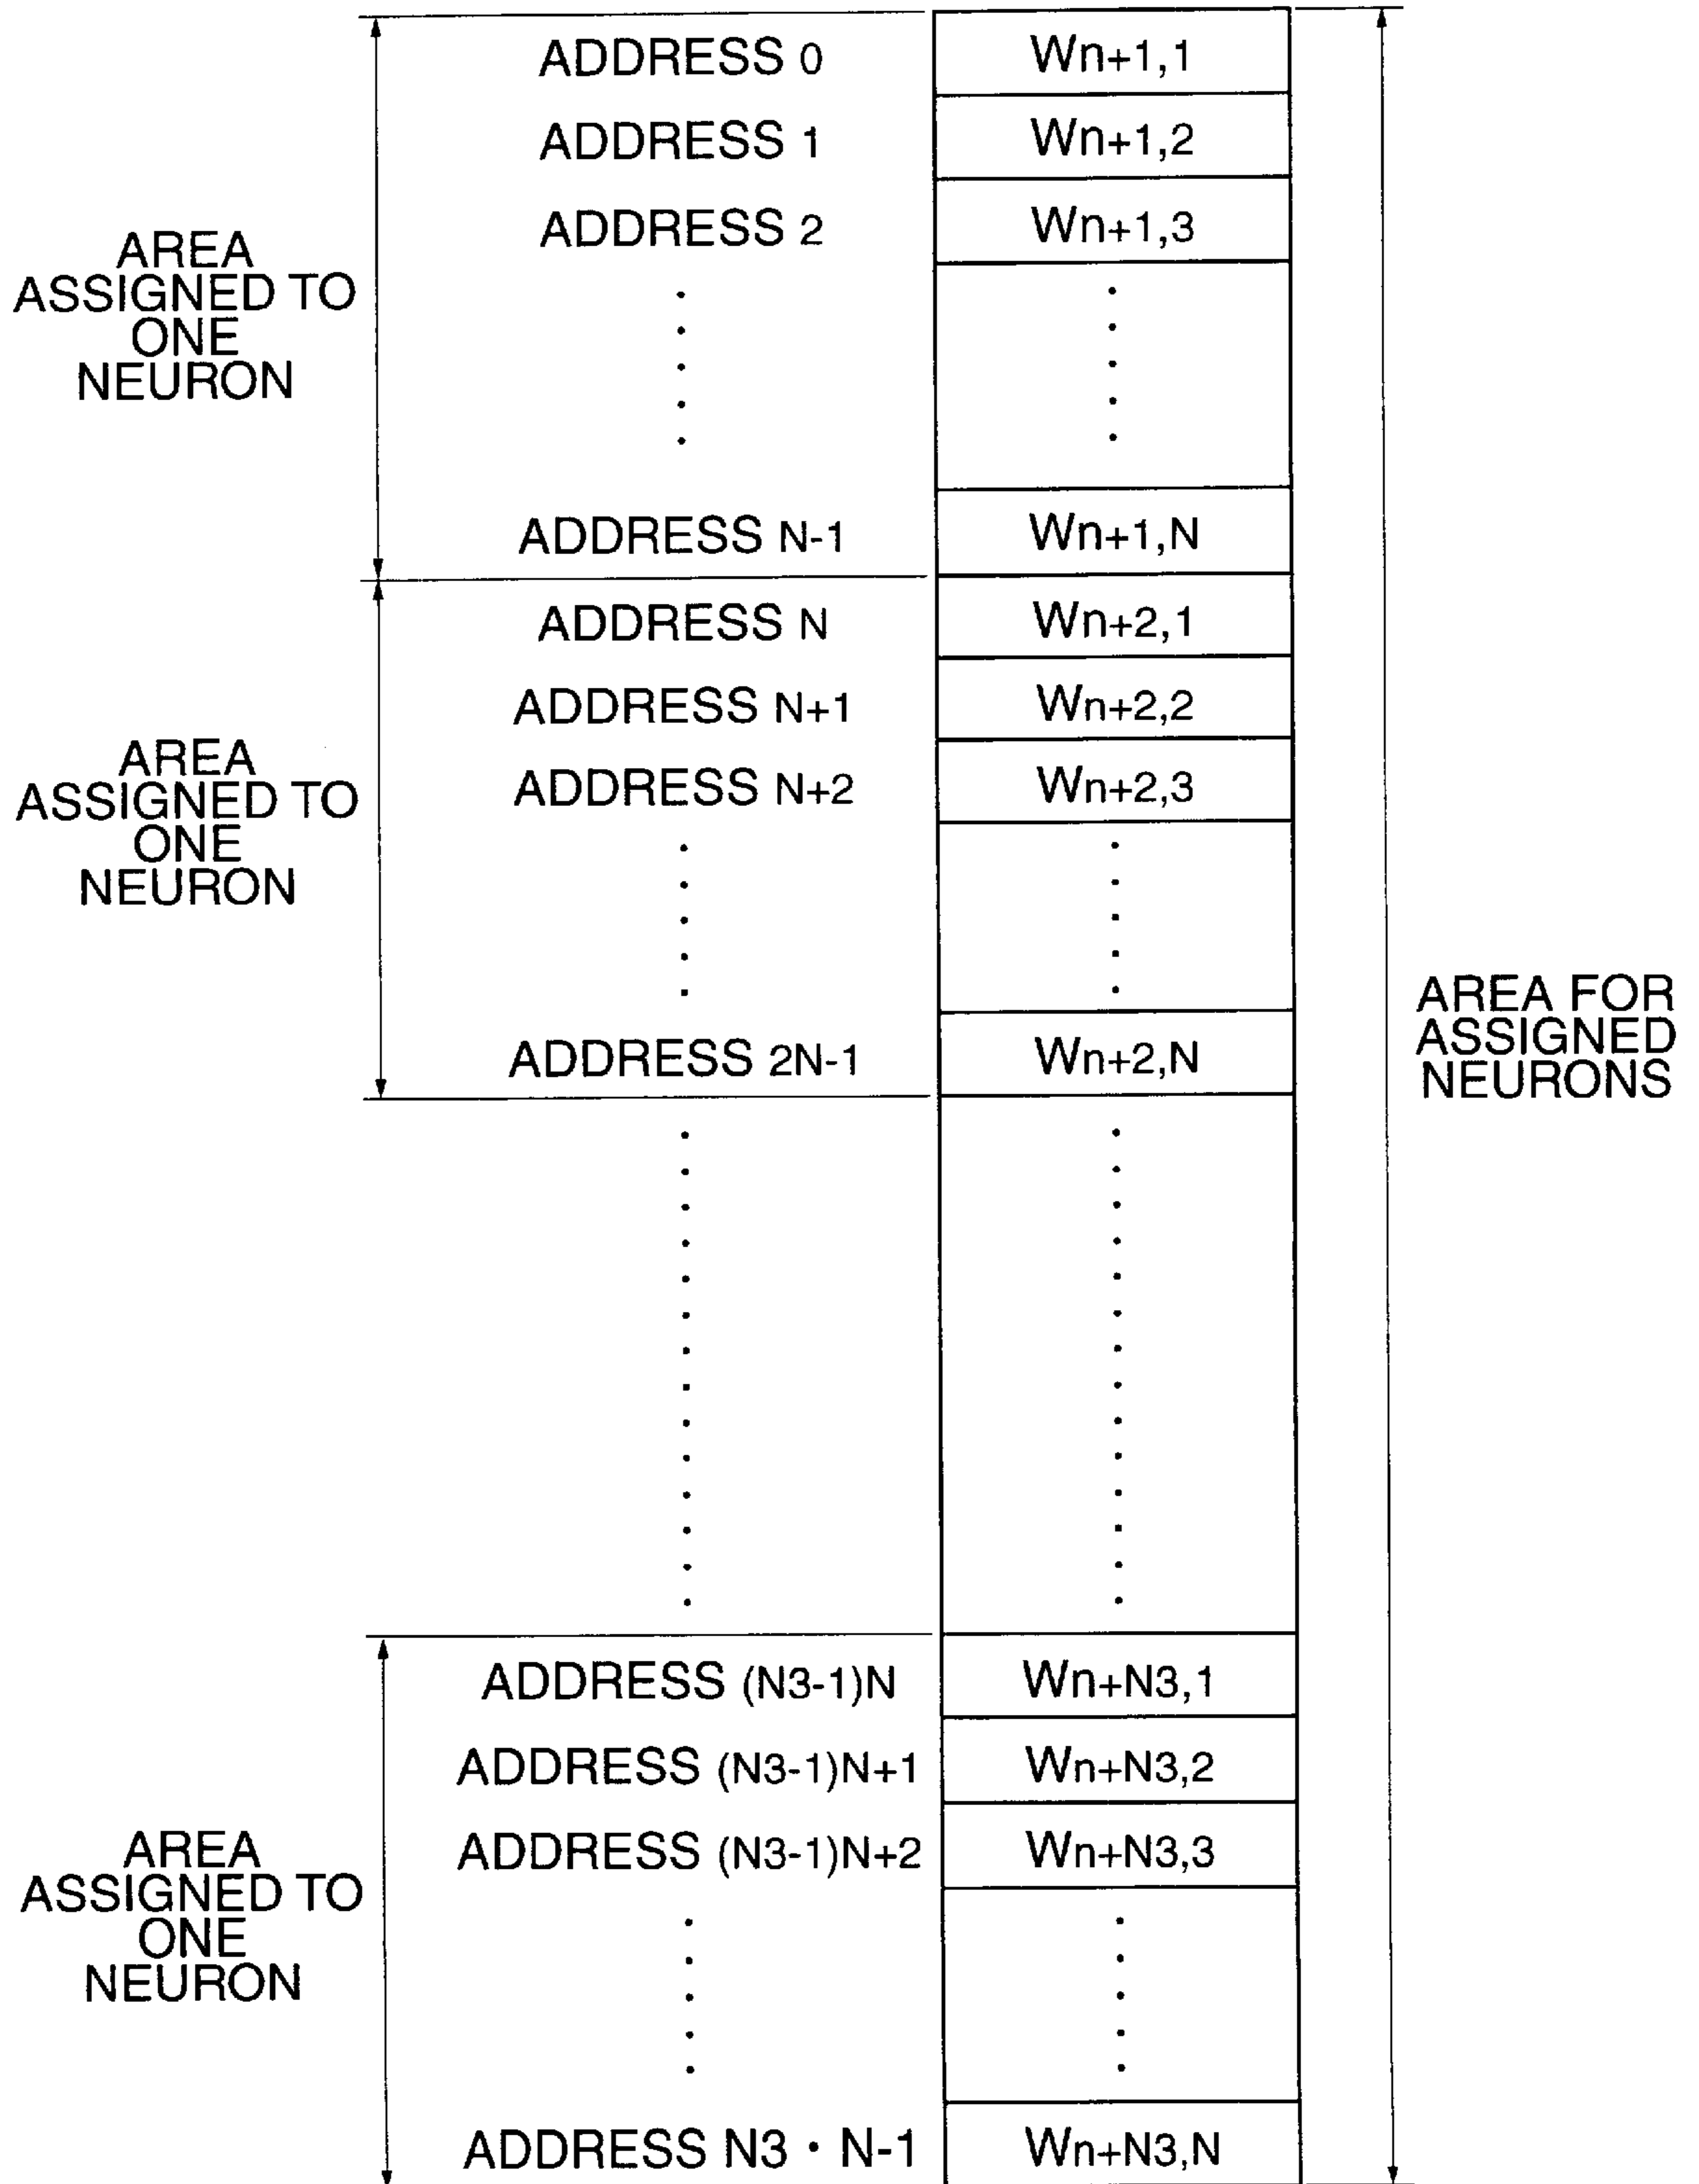 ADDRESS 0 Wn+1,1
ADDRESS 1 Wn+1,2
ADDRESS 2 Wn+1,3
AREA
ASSIGNED TO
ONE
NEURON
ADDRESS N-1 Wn+1,N
ADDRESS N Wn+2,1
ADDRESS N+1 Wn+2,2
ADDRESS N+2 Wn+2,3
AREA
ASSIGNED TO
ONE
NEURON
ADDRESS 2N-1 Wn+2,N
AREA FOR
ASSIGNED
NEURONS
ADDRESS (N3-1)N Wn+N3,1
ADDRESS (N3-1)N+1 Wn+N3,2
ADDRESS (N3-1)N+2 Wn+N3,3
AREA
ASSIGNED TO
ONE
NEURON
ADDRESS N3 · N-1 Wn+N3,N